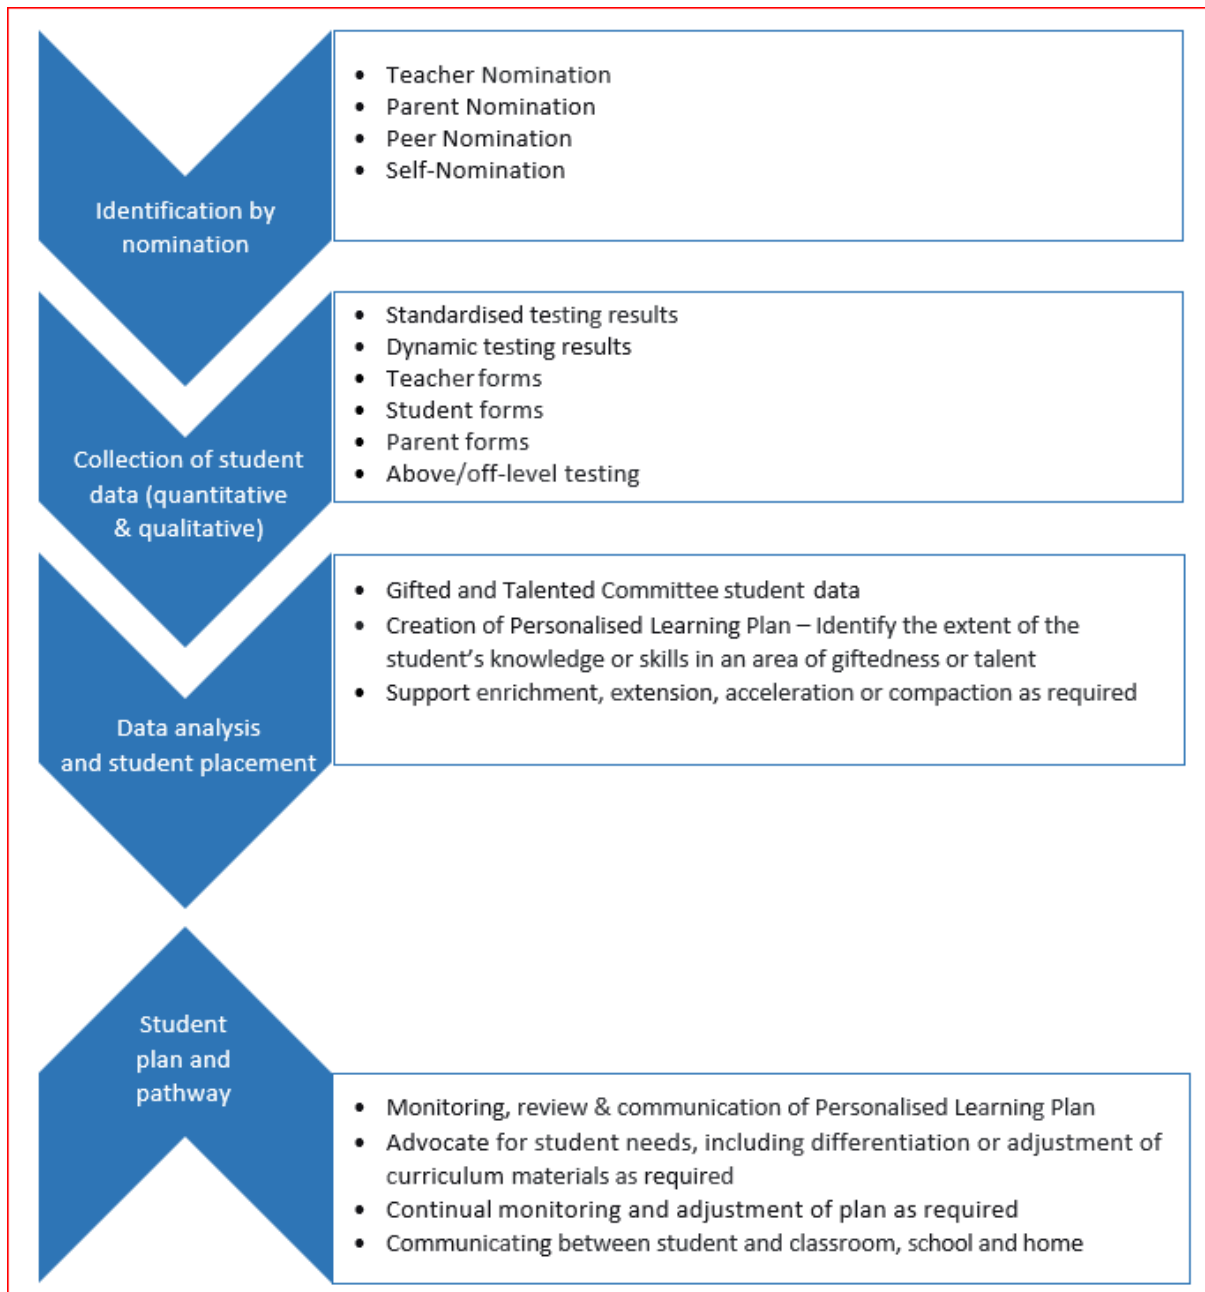 Identification by
nomination
• Teacher Nomination
• Parent Nomination
• Peer Nomination
• Self-Nomination
Collection of student
data (quantitative
& qualitative)
• Standardised testing results
• Dynamic testing results
• Teacher forms
• Student forms
• Parent forms
• Above/off-level testing
Data analysis
and student placement
• Gifted and Talented Committee student data
• Creation of Personalised Learning Plan – Identify the extent of the
student's knowledge or skills in an area of giftedness or talent
• Support enrichment, extension, acceleration or compaction as required
Student
plan and
pathway
• Monitoring, review & communication of Personalised Learning Plan
• Advocate for student needs, including differentiation or adjustment of
curriculum materials as required
• Continual monitoring and adjustment of plan as required
• Communicating between student and classroom, school and home